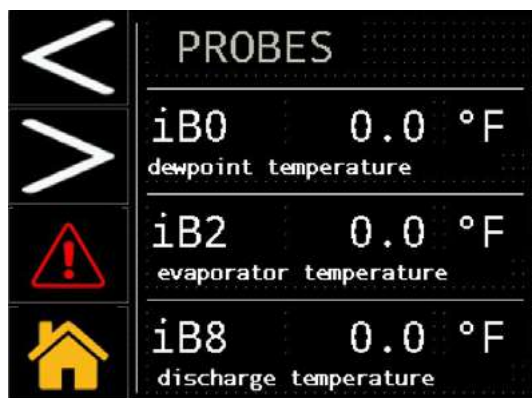 PROBES
iB0 0.0 °F
dewpoint temperature
iB2 0.0 °F
evaporator temperature
iB8 0.0 °F
discharge temperature